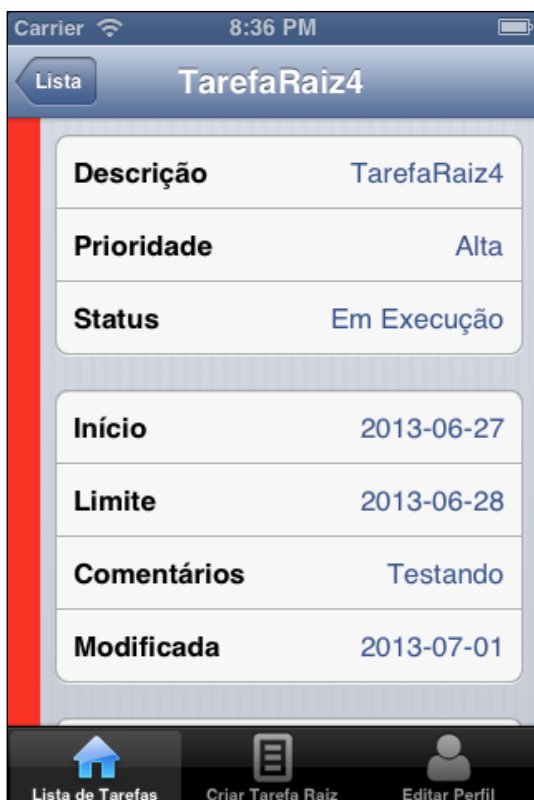 Carrier 8:36 PM
Lista TarefaRaiz4
Descrição TarefaRaiz4
Prioridade Alta
Status Em Execução
Início 2013-06-27
Limite 2013-06-28
Comentários Testando
Modificada 2013-07-01
Lista de Tarefas Criar Tarefa Raiz Editar Perfil